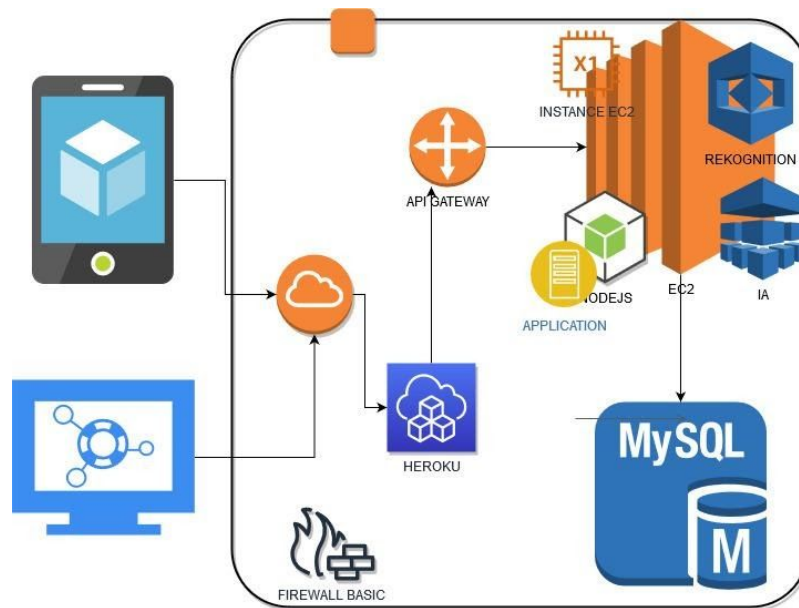 X1
INSTANCE EC2
REKOGNITION
API GATEWAY
NODEJS
EC2
IA
APPLICATION
MySQL
HEROKU
M
FIREWALL BASIC